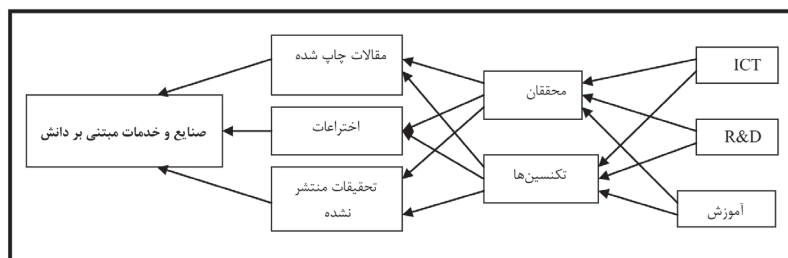 ICT
R&D
آموزش
محققان
تکنسین‌ها
مقالات چاپ شده
اختراعات
تحقیقات منتشر
نشده
صنایع و خدمات مبتنی بر دانش